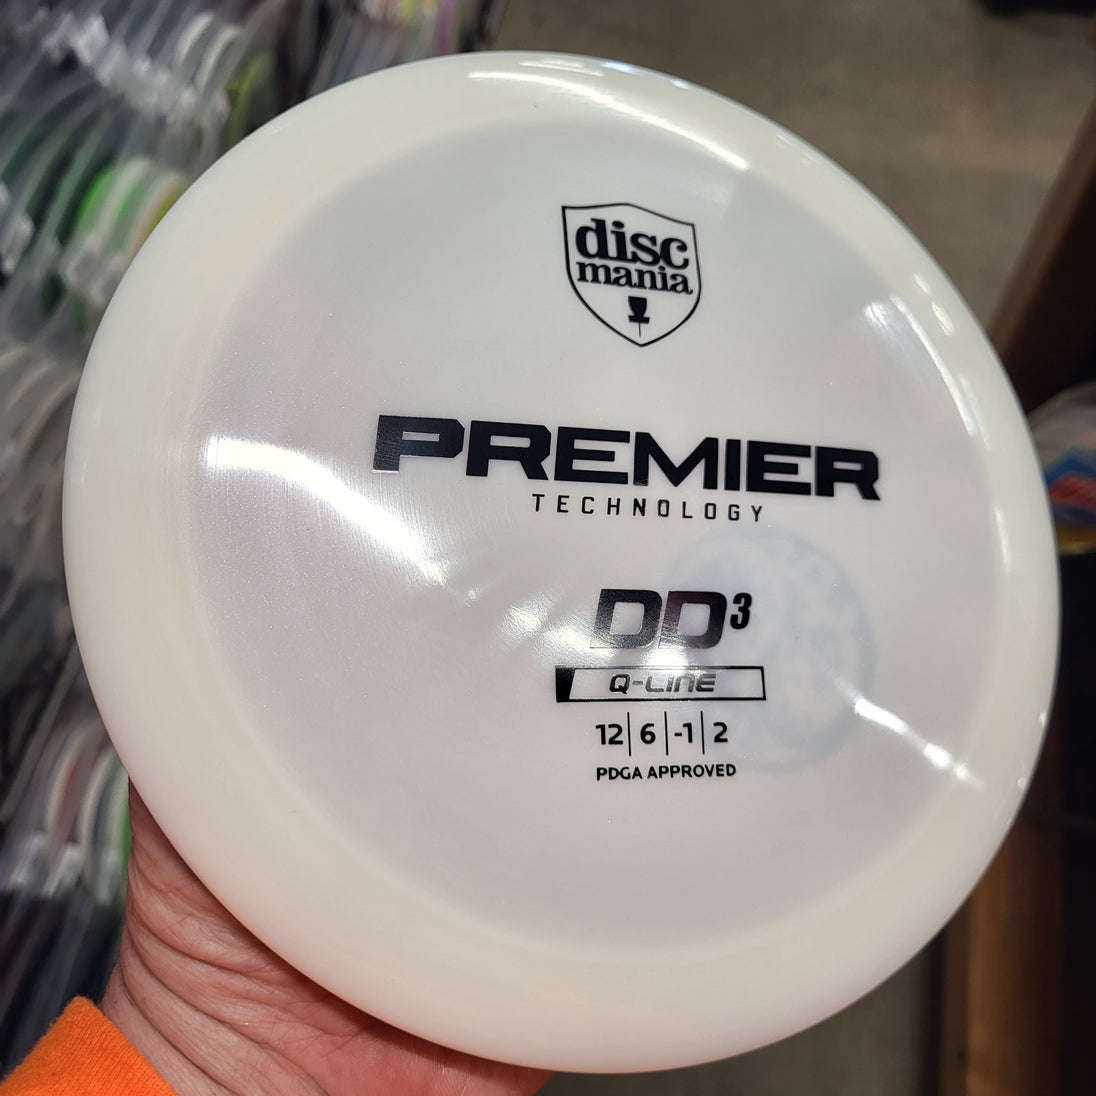 disc
mania
PREMIER
TECHNOLOGY
DD³
Q-LINE
12|6|-1|2
PDGA APPROVED